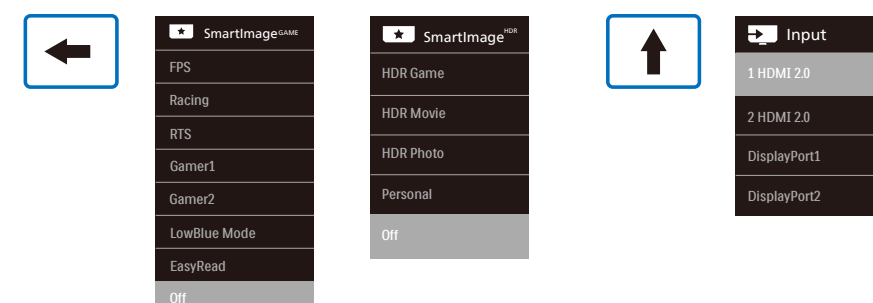 SmartImageGAME
FPS
Racing
RTS
Gamer1
Gamer2
LowBlue Mode
EasyRead
Off
SmartImageHDR
HDR Game
HDR Movie
HDR Photo
Personal
Off
Input
1 HDMI 2.0
2 HDMI 2.0
DisplayPort1
DisplayPort2